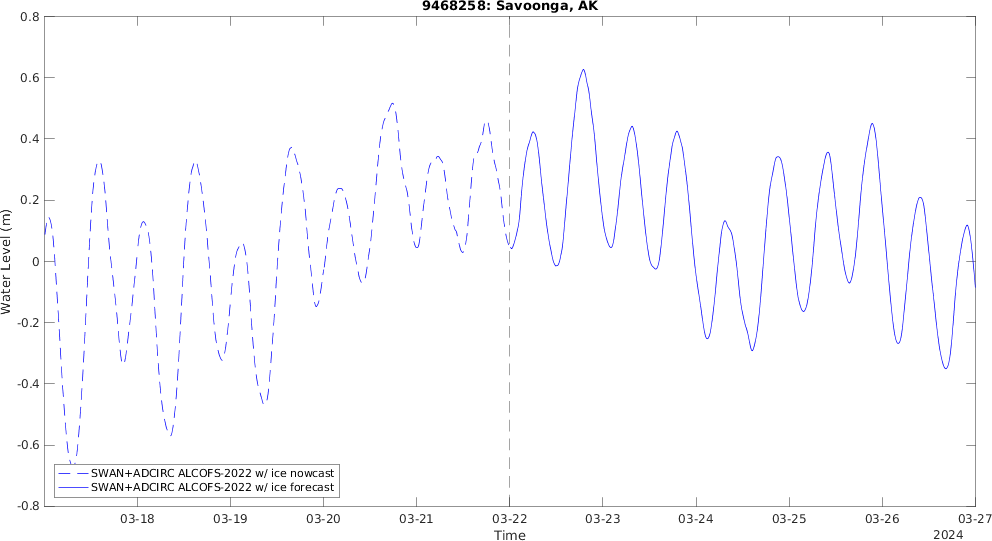 9468258: Savoonga, AK
0.8
0.6
0.4
0.2
0
-0.2
-0.4
-0.6
-0.8
Water Level (m)
SWAN+ADCIRC ALCOFS-2022 w/ ice nowcast
SWAN+ADCIRC ALCOFS-2022 w/ ice forecast
03-18 03-19 03-20 03-21 03-22 03-23 03-24 03-25 03-26 03-27
Time
2024